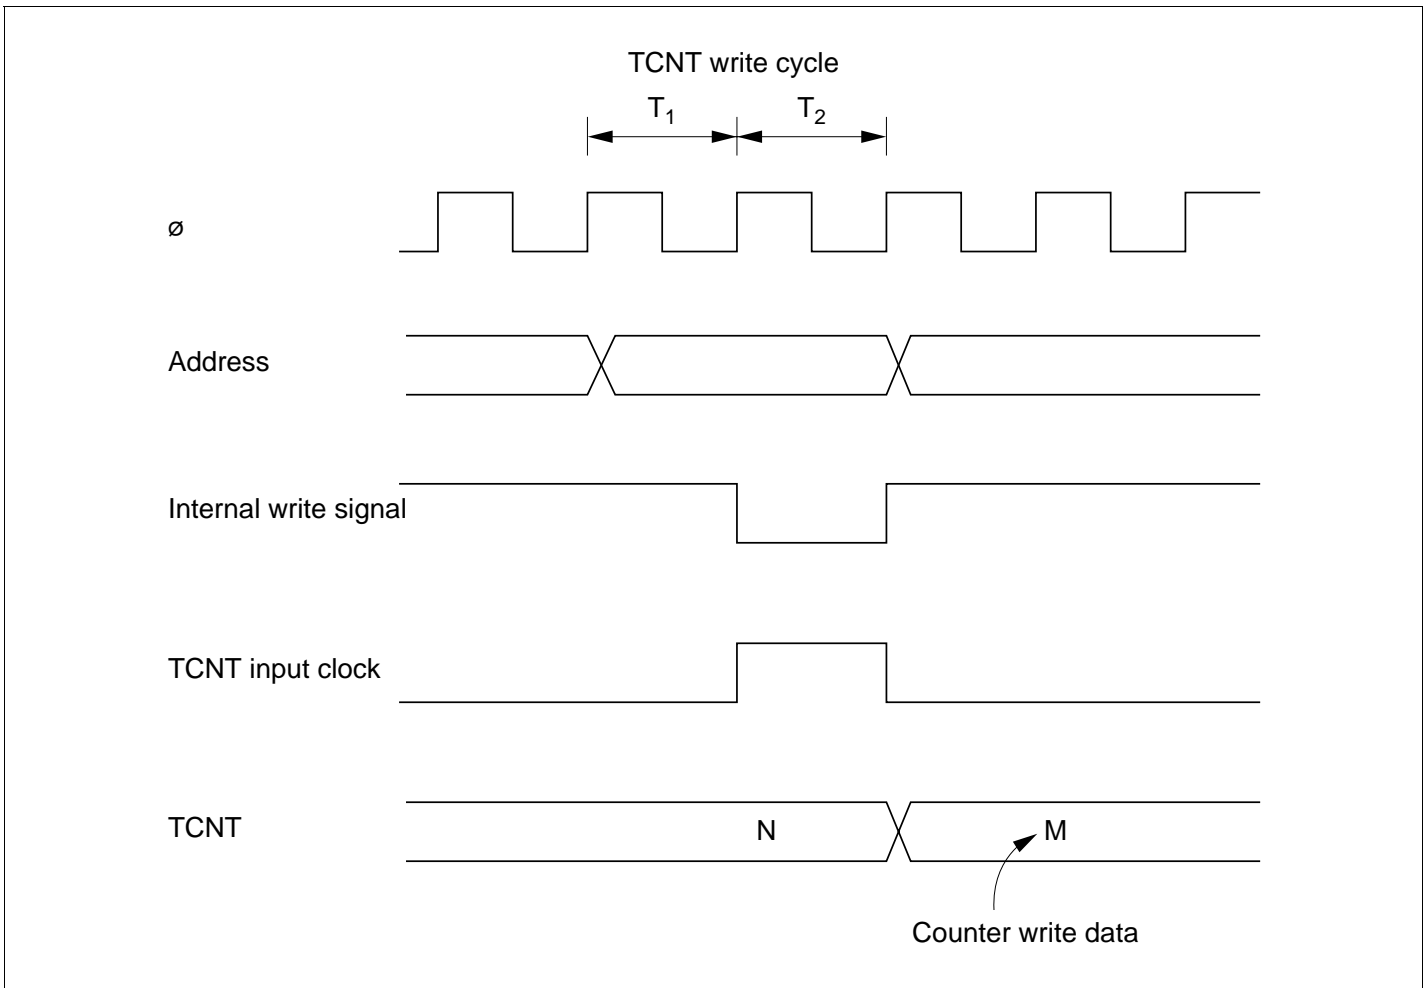 TCNT write cycle
T₁ T₂
ø
Address
Internal write signal
TCNT input clock
TCNT N M
Counter write data